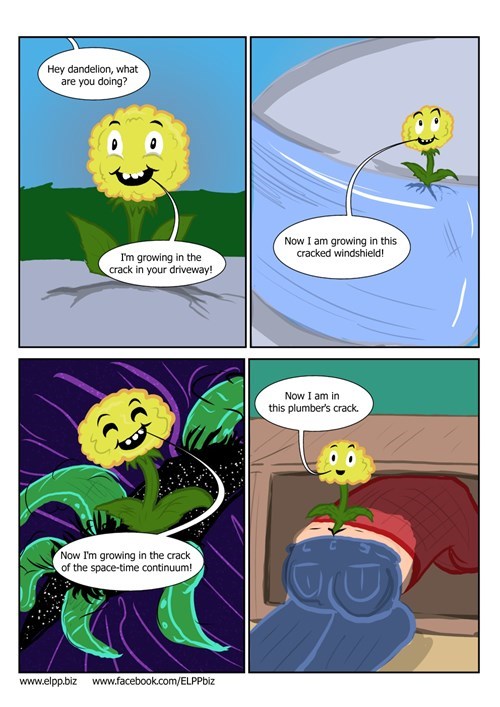 Hey dandelion, what
are you doing?
I'm growing in the
crack in your driveway!
Now I am growing in this
cracked windshield!
Now I'm growing in the crack
of the space-time continuum!
Now I am in
this plumber's crack.
www.elpp.biz www.facebook.com/ELPPbiz